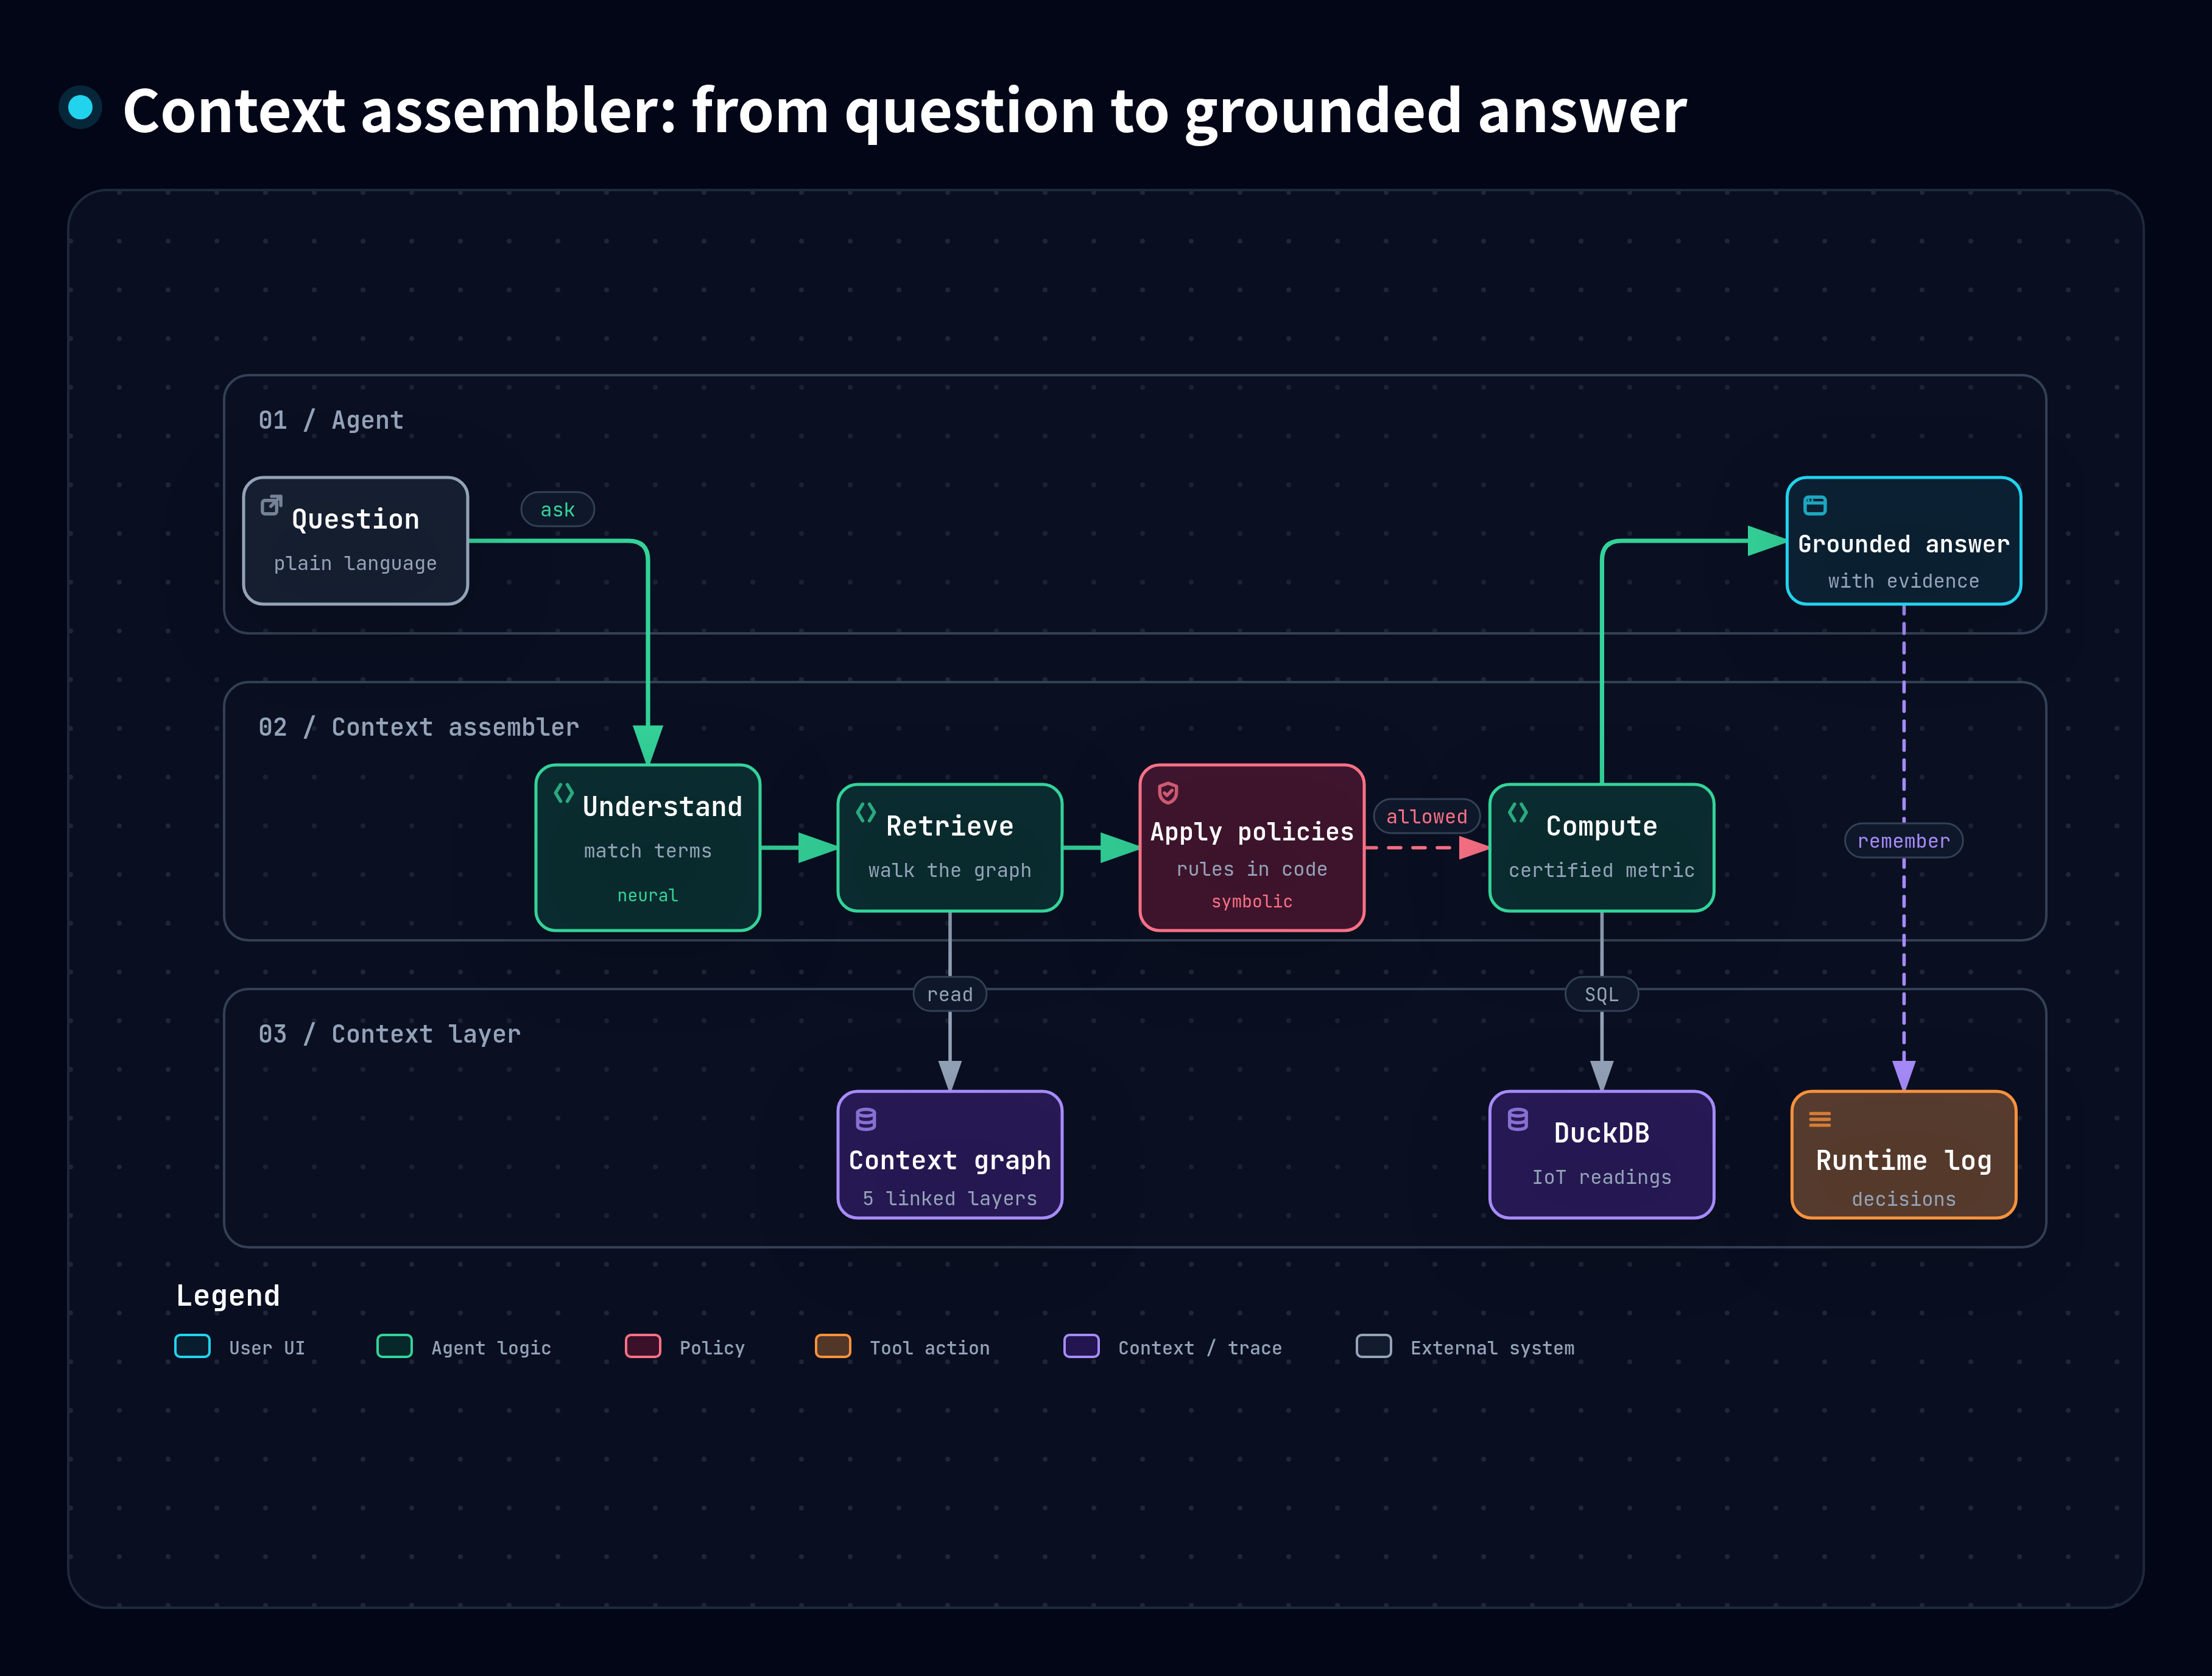 Context assembler: from question to grounded answer
01 / Agent
Question
plain language
ask
Grounded answer
with evidence
02 / Context assembler
Understand
match terms
neural
Retrieve
walk the graph
Apply policies
rules in code
symbolic
allowed
Compute
certified metric
remember
read
SQL
03 / Context layer
Context graph
5 linked layers
DuckDB
IoT readings
Runtime log
decisions
Legend
User UI
Agent logic
Policy
Tool action
Context / trace
External system